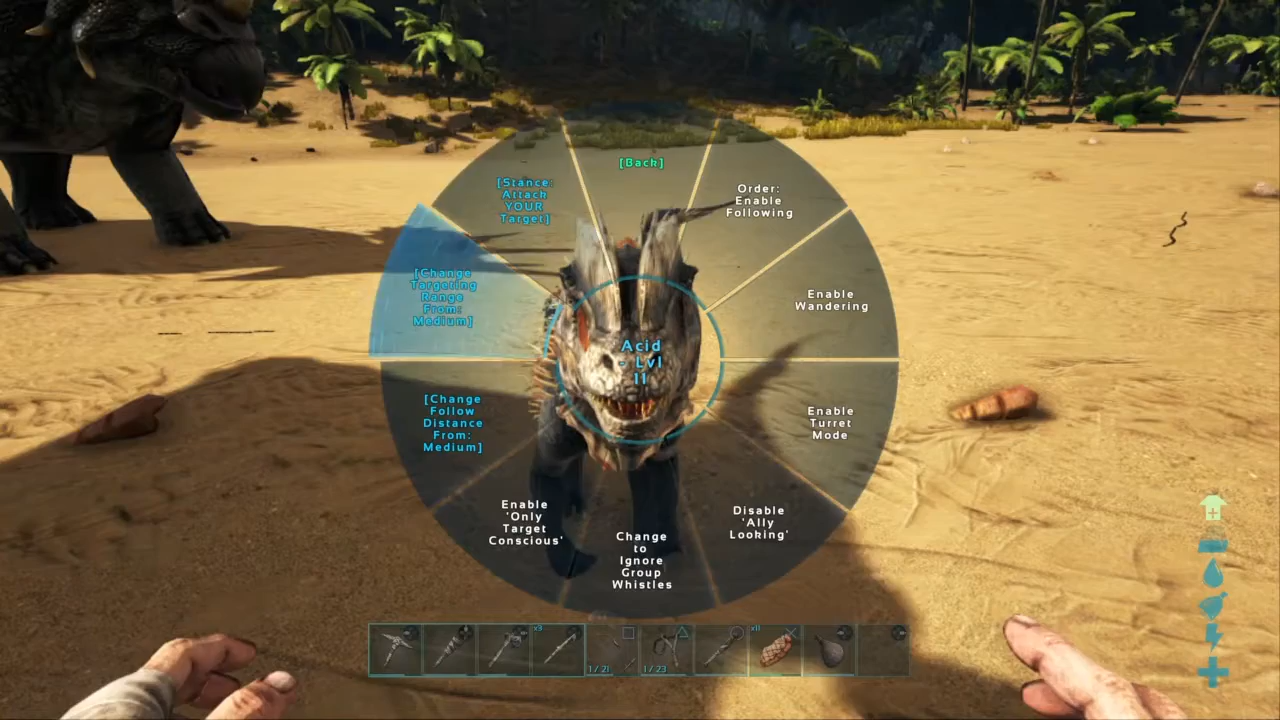 [Back]
[Stance:
Attack
YOUR
Target]
Order:
Enable
Following
[Change
Targeting
Range
From:
Medium]
Enable
Wandering
Acid
- Lvl
11
[Change
Follow
Distance
From:
Medium]
Enable
Turret
Mode
Enable
'Only
Target
Conscious'
Disable
'Ally
Looking'
Change
to
Ignore
Group
Whistles
x3
x11
1 / 21
1 / 23